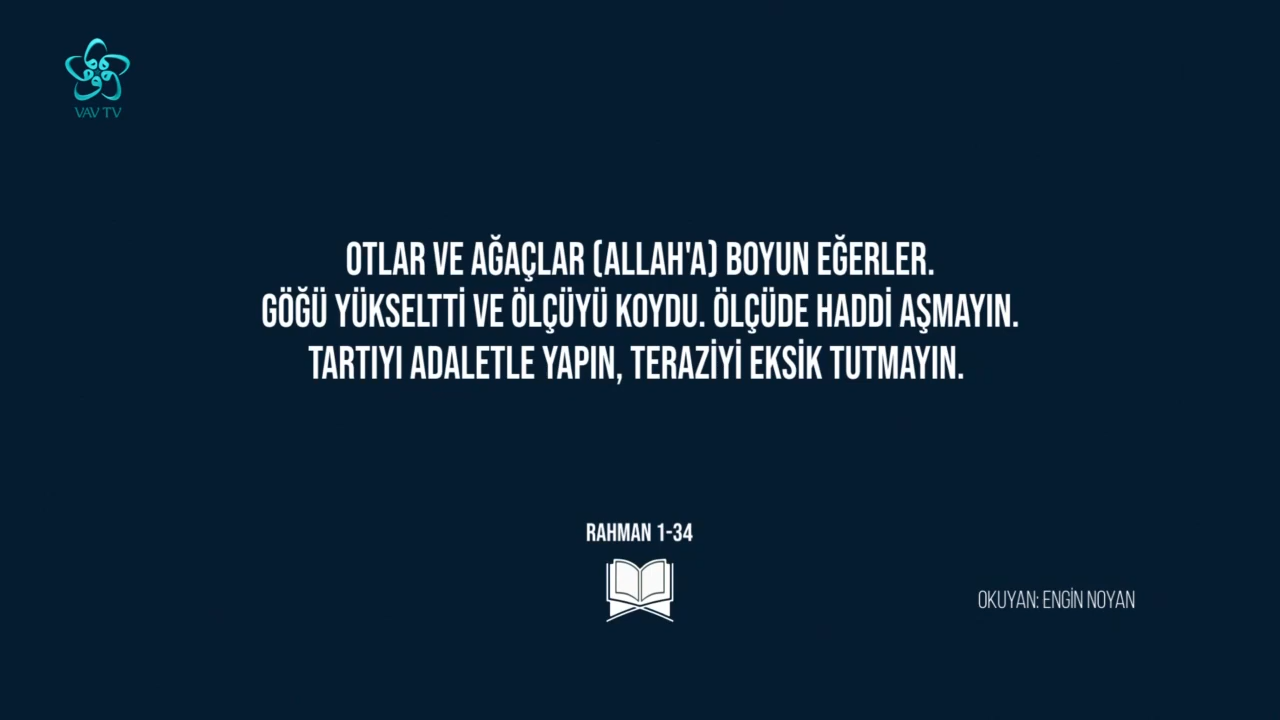 VAV TV
OTLAR VE AĞAÇLAR (ALLAH'A) BOYUN EĞERLER.
GÖĞÜ YÜKSELTTİ VE ÖLÇÜYÜ KOYDU. ÖLÇÜDE HADDİ AŞMAYIN.
TARTIYI ADALETLE YAPIN, TERAZİYİ EKSİK TUTMAYIN.
RAHMAN 1-34
OKUYAN: ENGİN NOYAN